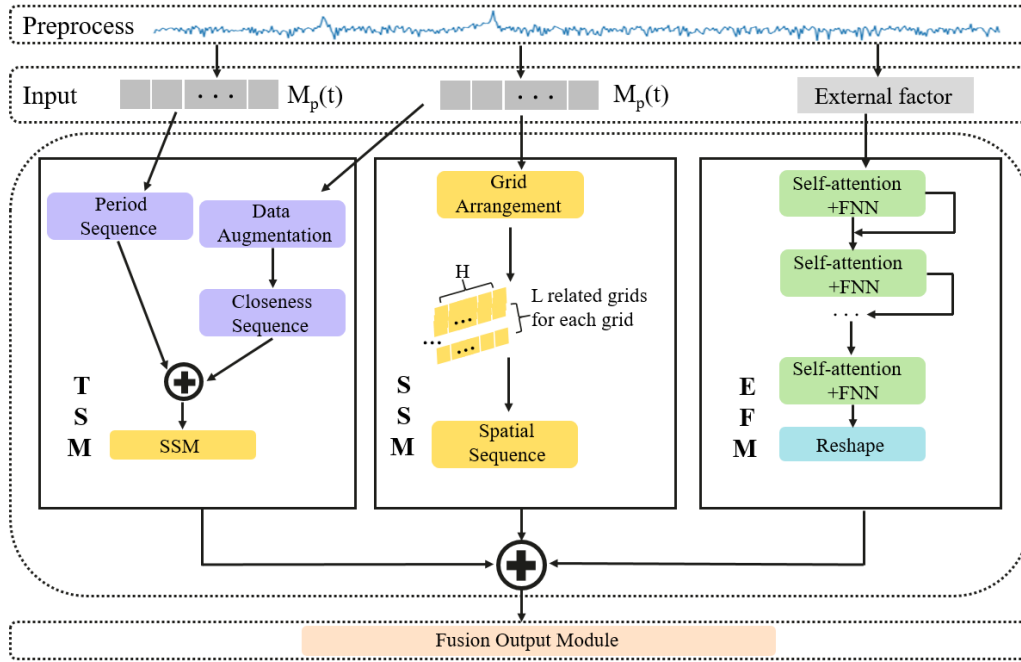 Preprocess
Input
. . .
M_p(t)
. . .
M_p(t)
External factor
Period
Sequence
Data
Augmentation
Closeness
Sequence
T
S
M
SSM
Grid
Arrangement
H
...
...
...
L related grids
for each grid
S
S
M
Spatial
Sequence
Self-attention
+FNN
Self-attention
+FNN
. . .
Self-attention
+FNN
E
F
M
Reshape
Fusion Output Module